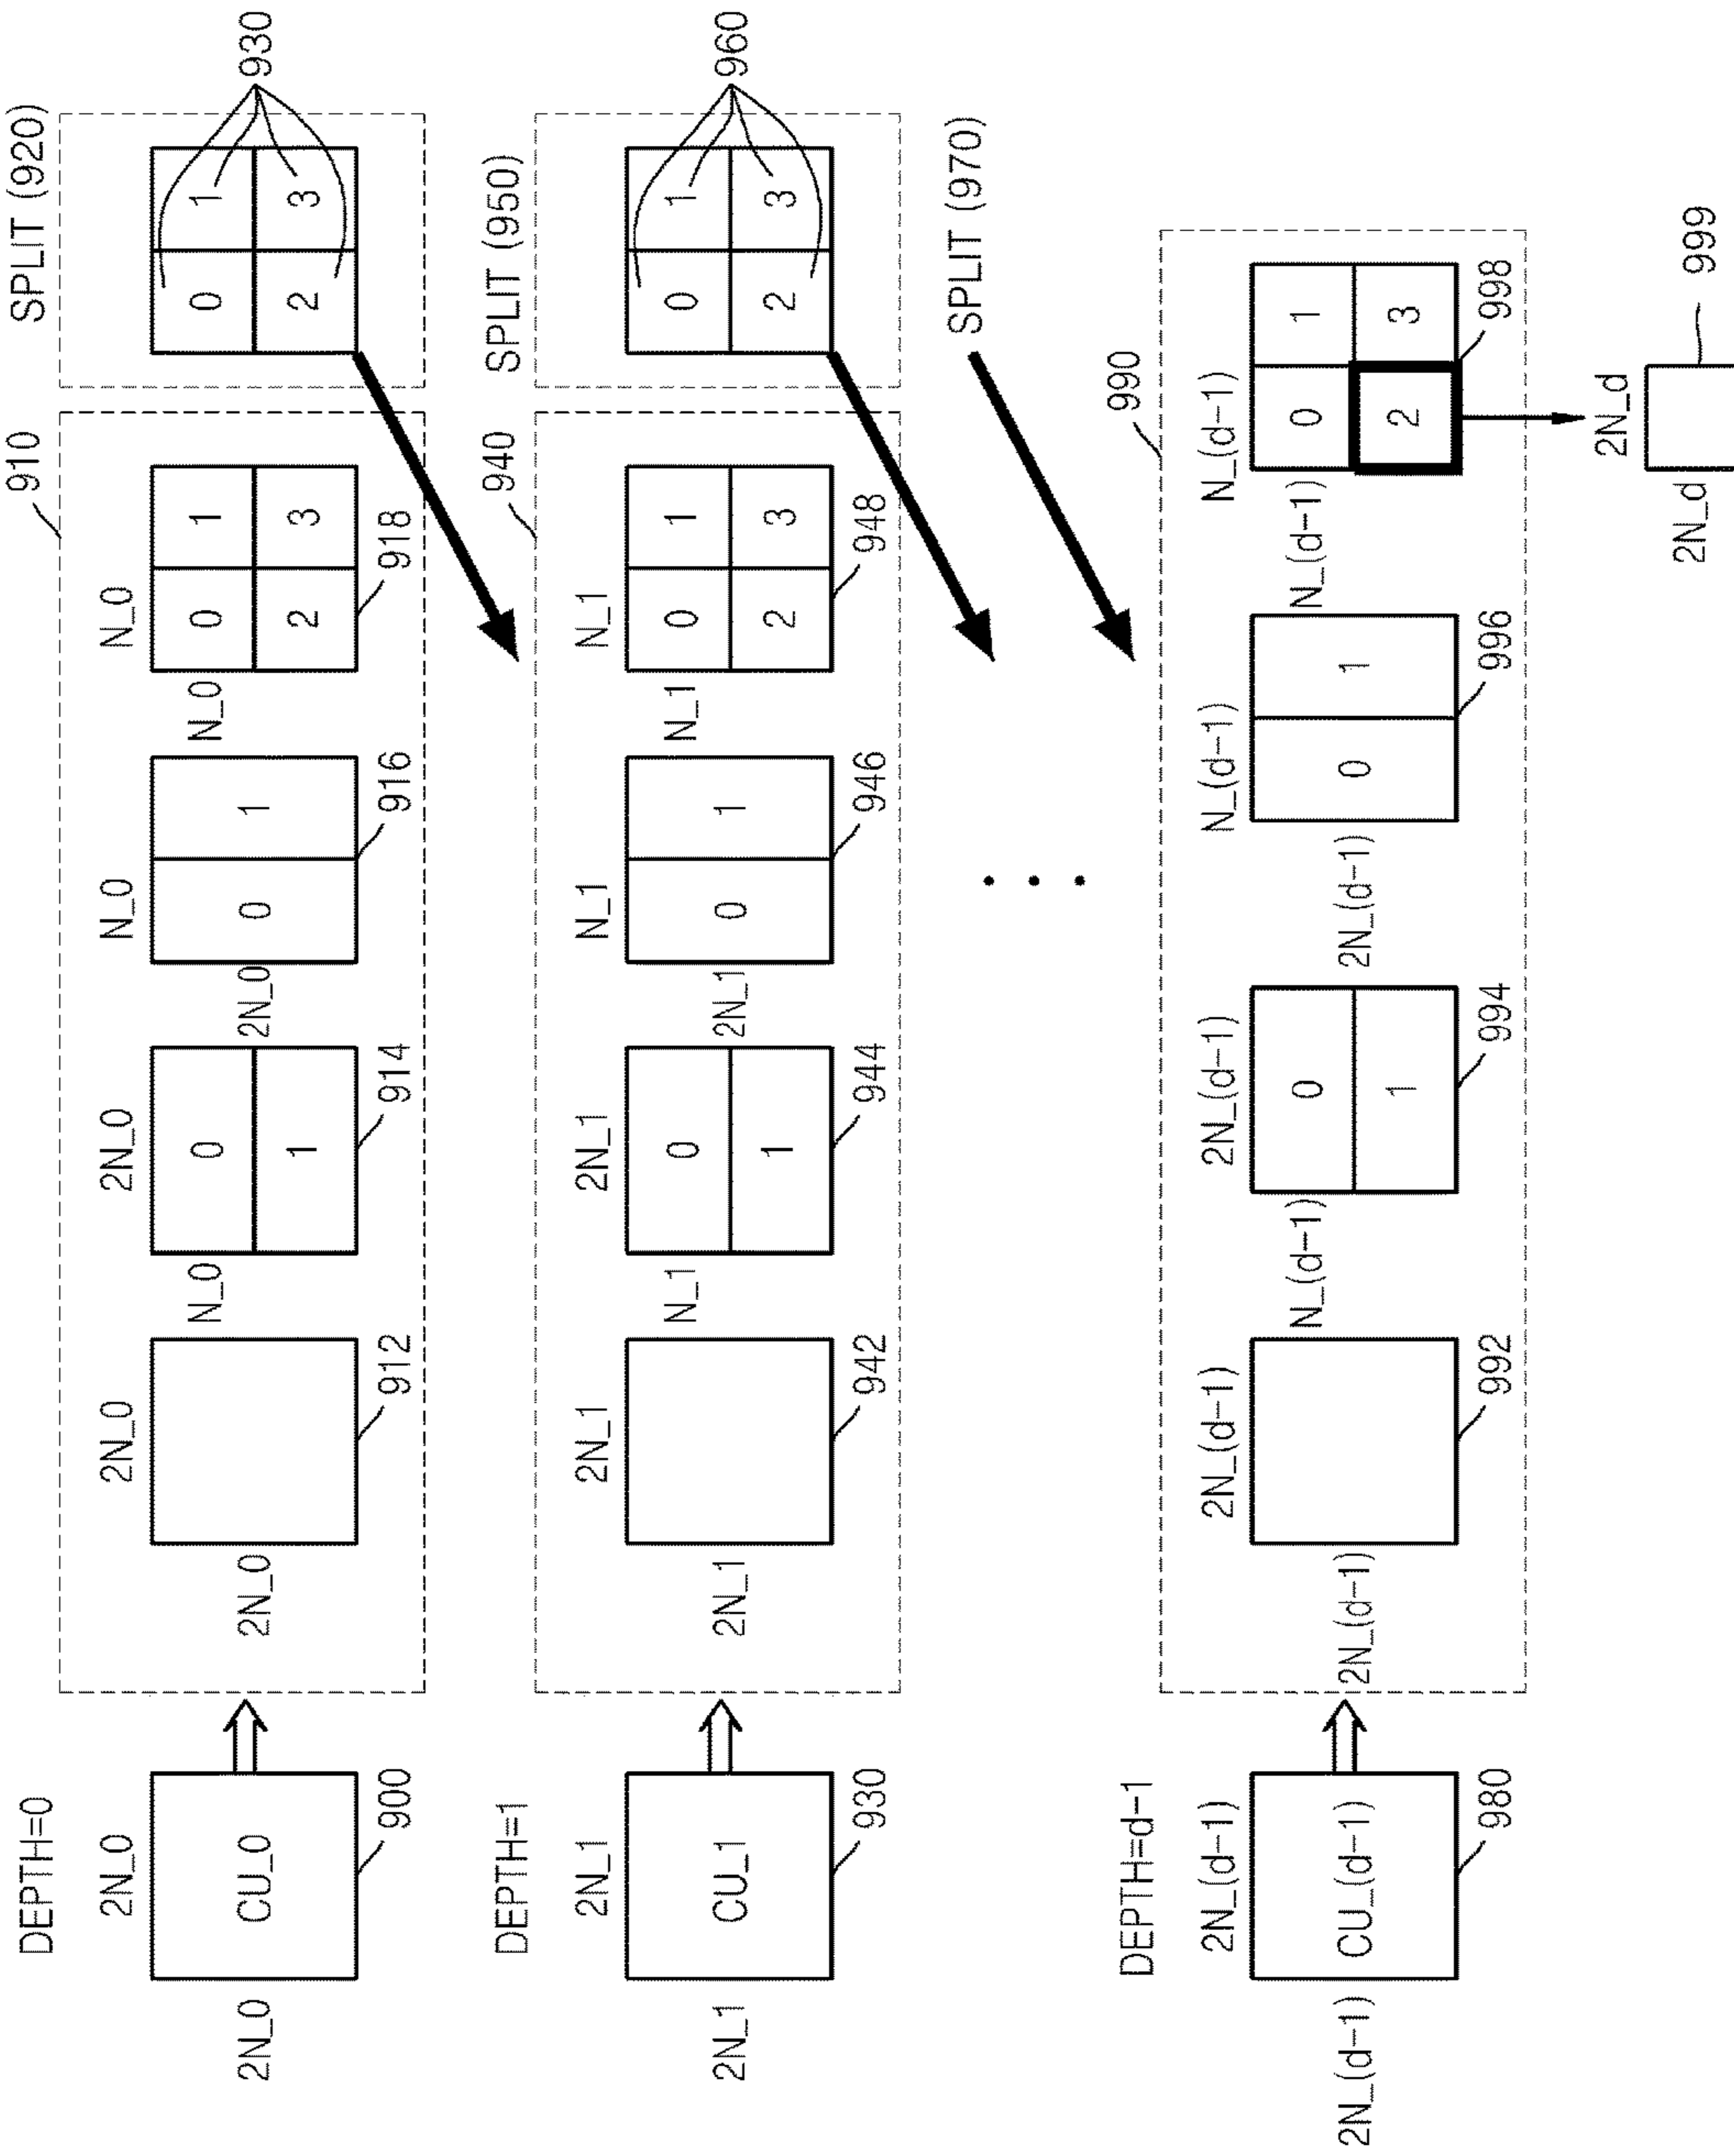 DEPTH=0
2N_0
2N_0
CU_0
900
910
2N_0
2N_0
912
2N_0
N_0
0
1
914
N_0
2N_0
0
1
916
N_0
N_0
0
1
2
3
918
SPLIT (920)
0
1
2
3
930
DEPTH=1
2N_1
2N_1
CU_1
930
940
2N_1
2N_1
942
2N_1
N_1
0
1
944
N_1
2N_1
0
1
946
N_1
N_1
0
1
2
3
948
SPLIT (950)
0
1
2
3
960
SPLIT (970)
DEPTH=d-1
2N_(d-1)
2N_(d-1)
CU_(d-1)
980
990
2N_(d-1)
2N_(d-1)
992
2N_(d-1)
N_(d-1)
0
1
994
N_(d-1)
2N_(d-1)
0
1
996
N_(d-1)
N_(d-1)
0
1
2
3
998
2N_d
2N_d
999